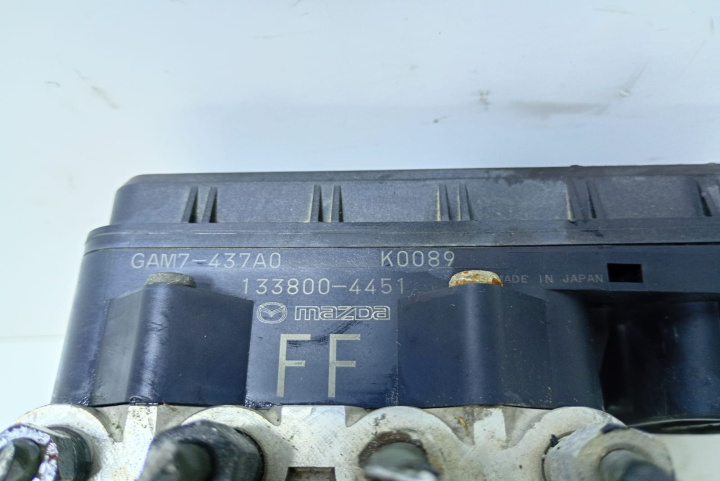 GAM7-437A0 K0089
133800-4451 MADE IN JAPAN
mazda
FF